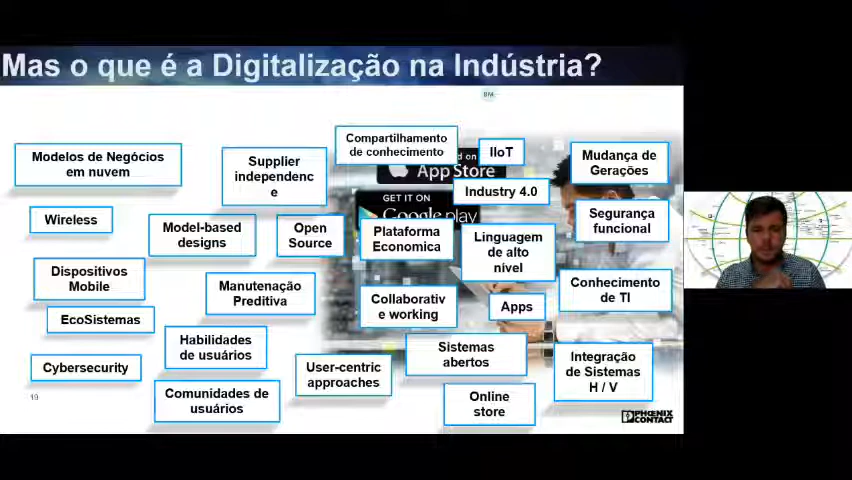 Mas o que é a Digitalização na Indústria?
Compartilhamento
de conhecimento
IIoT
Mudança de
Gerações
Modelos de Negócios
em nuvem
Supplier
independenc
e
App Store
Industry 4.0
GET IT ON
Google play
Wireless
Model-based
designs
Open
Source
Plataforma
Economica
Linguagem
de alto
nível
Segurança
funcional
Dispositivos
Mobile
Manutenação
Preditiva
Conhecimento
de TI
EcoSistemas
Collaborativ
e working
Apps
Habilidades
de usuários
Sistemas
abertos
Integração
de Sistemas
H / V
Cybersecurity
User-centric
approaches
Comunidades de
usuários
Online
store
19
PHŒNIX
CONTACT